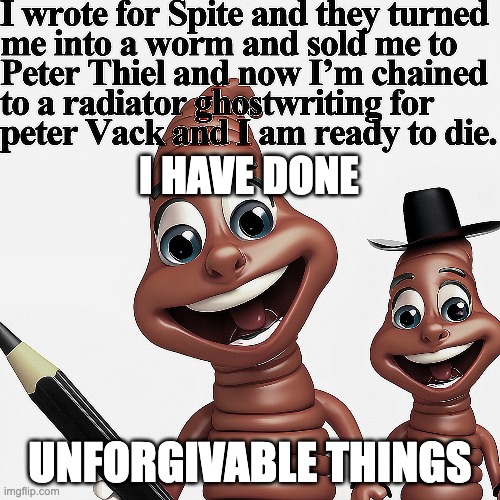 I wrote for Spite and they turned
me into a worm and sold me to
Peter Thiel and now I’m chained
to a radiator ghostwriting for
peter Vack and I am ready to die.
I HAVE DONE
UNFORGIVABLE THINGS
imgflip.com